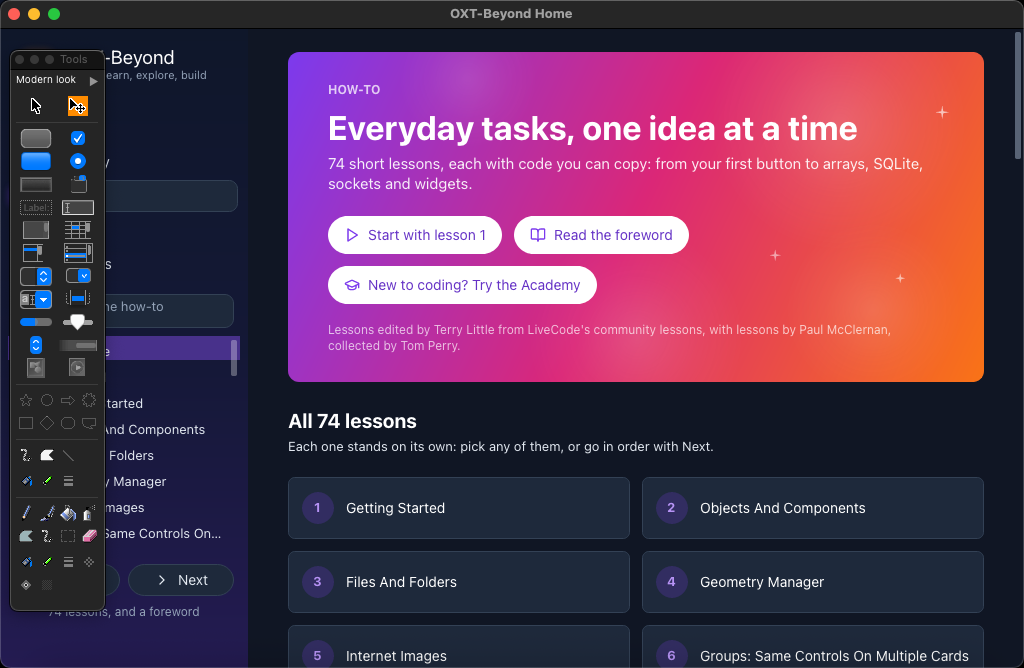 OXT-Beyond Home
Tools
Modern look
Label:
-Beyond
earn, explore, build
HOW-TO
Everyday tasks, one idea at a time
74 short lessons, each with code you can copy: from your first button to arrays, SQLite,
sockets and widgets.
Start with lesson 1
Read the foreword
New to coding? Try the Academy
Lessons edited by Terry Little from LiveCode's community lessons, with lessons by Paul McClernan,
collected by Tom Perry.
how-to
And Components
Folders
Manager
Same Controls On...
Next
74 lessons, and a foreword
All 74 lessons
Each one stands on its own: pick any of them, or go in order with Next.
1 Getting Started
2 Objects And Components
3 Files And Folders
4 Geometry Manager
5 Internet Images
6 Groups: Same Controls On Multiple Cards